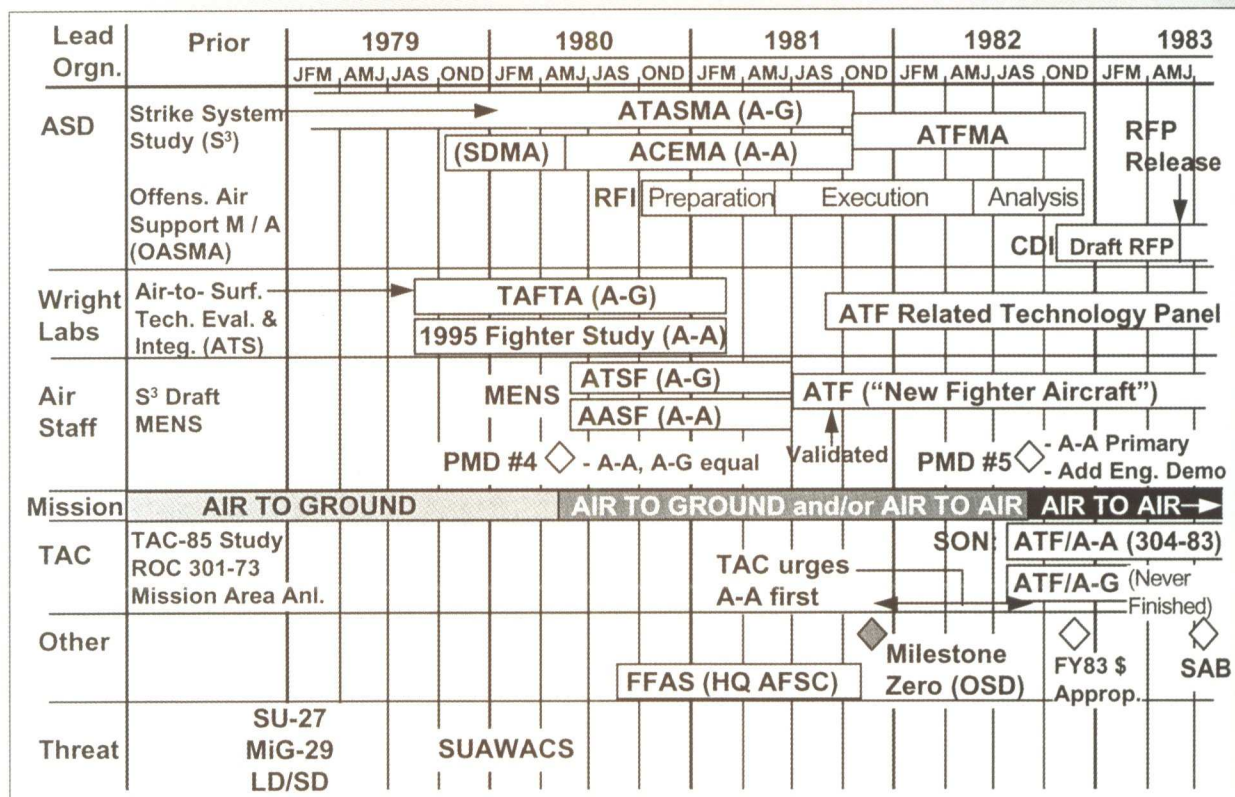 Lead Orgn.
Prior
1979
1980
1981
1982
1983
JFM AMJ JAS OND JFM AMJ JAS OND JFM AMJ JAS OND JFM AMJ JAS OND JFM AMJ
ASD
Strike System
Study (S³)
ATASMA (A-G)
(SDMA)
ACEMA (A-A)
ATFMA
RFP
Release
Offens. Air
Support M / A
(OASMA)
RFI
Preparation
Execution
Analysis
CDI
Draft RFP
Wright
Labs
Air-to- Surf.
Tech. Eval. &
Integ. (ATS)
TAFTA (A-G)
1995 Fighter Study (A-A)
ATF Related Technology Panel
Air
Staff
S³ Draft
MENS
MENS
ATSF (A-G)
AASF (A-A)
ATF ("New Fighter Aircraft")
Validated
PMD #4
- A-A, A-G equal
PMD #5
- A-A Primary
- Add Eng. Demo
Mission
AIR TO GROUND
AIR TO GROUND and/or AIR TO AIR
AIR TO AIR
TAC
TAC-85 Study
ROC 301-73
Mission Area Anl.
TAC urges
A-A first
SON:
ATF/A-A (304-83)
ATF/A-G
(Never
Finished)
Other
FFAS (HQ AFSC)
Milestone
Zero (OSD)
FY83 $
Approp.
SAB
Threat
SU-27
MiG-29
LD/SD
SUAWACS